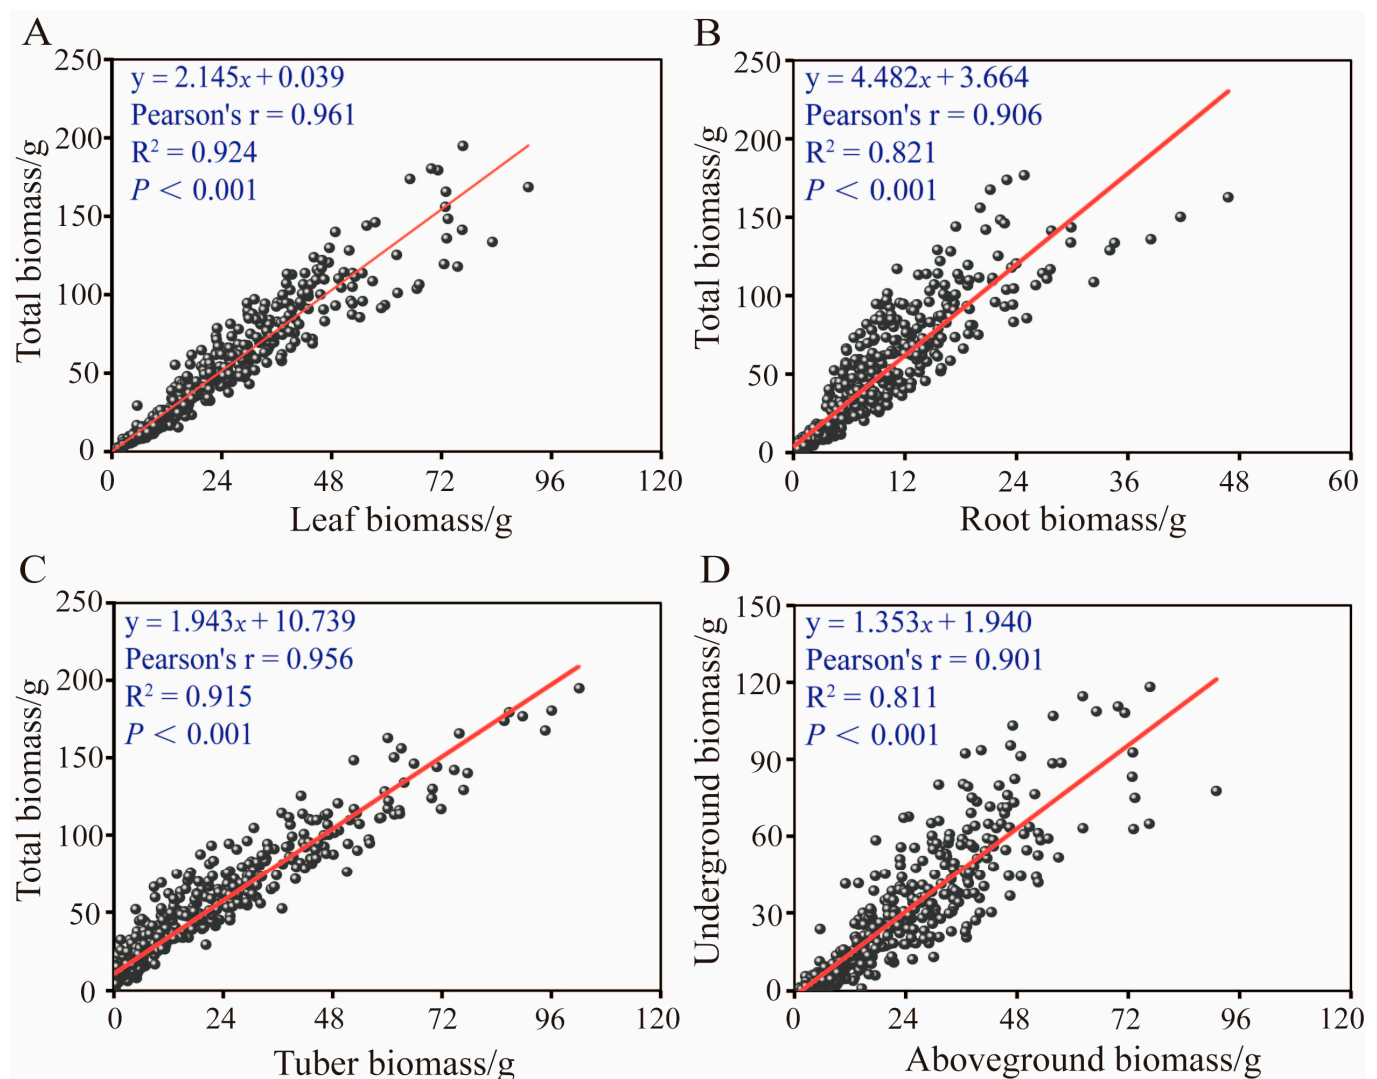 A
250
200
150
100
50
0
Total biomass/g
y = 2.145x + 0.039
Pearson's r = 0.961
R² = 0.924
P < 0.001
0 24 48 72 96 120
Leaf biomass/g
B
250
200
150
100
50
0
Total biomass/g
y = 4.482x + 3.664
Pearson's r = 0.906
R² = 0.821
P < 0.001
0 12 24 36 48 60
Root biomass/g
C
250
200
150
100
50
0
Total biomass/g
y = 1.943x + 10.739
Pearson's r = 0.956
R² = 0.915
P < 0.001
0 24 48 72 96 120
Tuber biomass/g
D
150
120
90
60
30
0
Underground biomass/g
y = 1.353x + 1.940
Pearson's r = 0.901
R² = 0.811
P < 0.001
0 24 48 72 96 120
Aboveground biomass/g